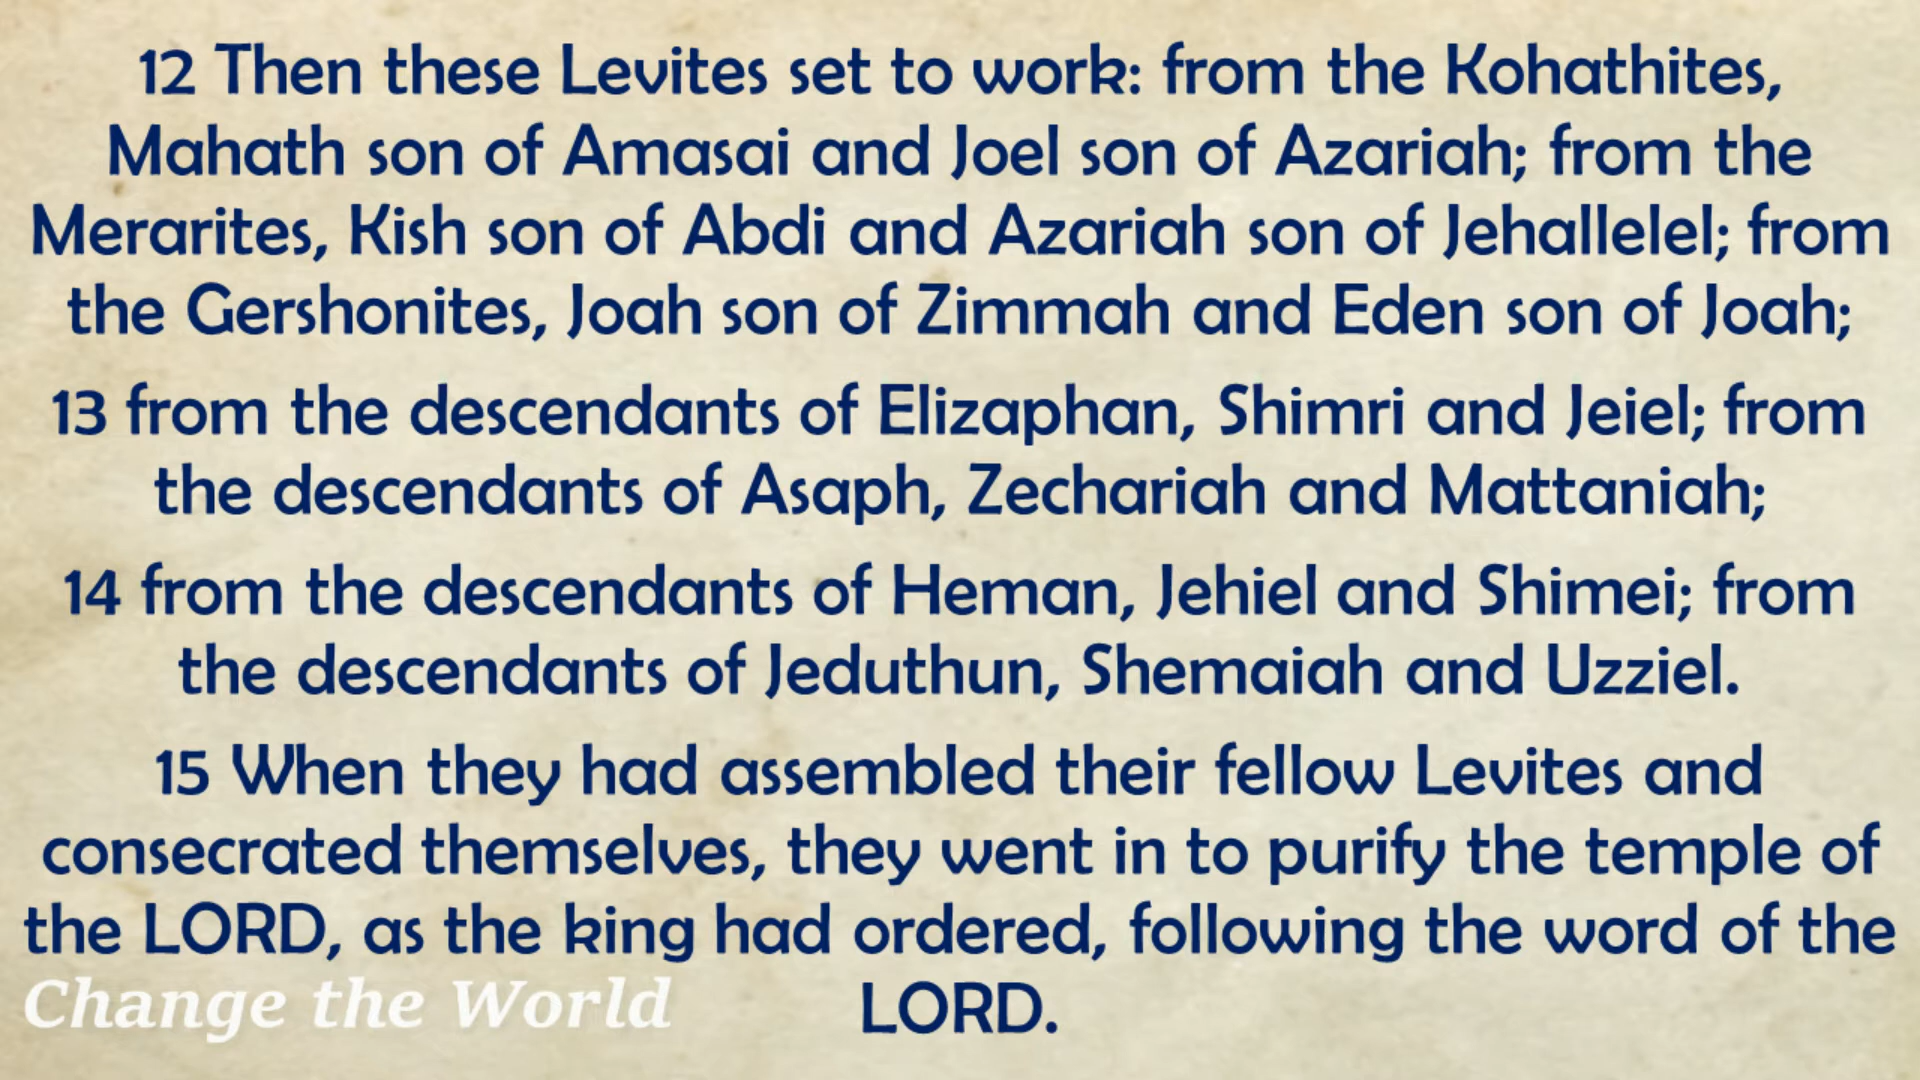 12 Then these Levites set to work: from the Kohathites,
Mahath son of Amasai and Joel son of Azariah; from the
Merarites, Kish son of Abdi and Azariah son of Jehallelel; from
the Gershonites, Joah son of Zimmah and Eden son of Joah;
13 from the descendants of Elizaphan, Shimri and Jeiel; from
the descendants of Asaph, Zechariah and Mattaniah;
14 from the descendants of Heman, Jehiel and Shimei; from
the descendants of Jeduthun, Shemaiah and Uzziel.
15 When they had assembled their fellow Levites and
consecrated themselves, they went in to purify the temple of
the LORD, as the king had ordered, following the word of the
LORD.
Change the World